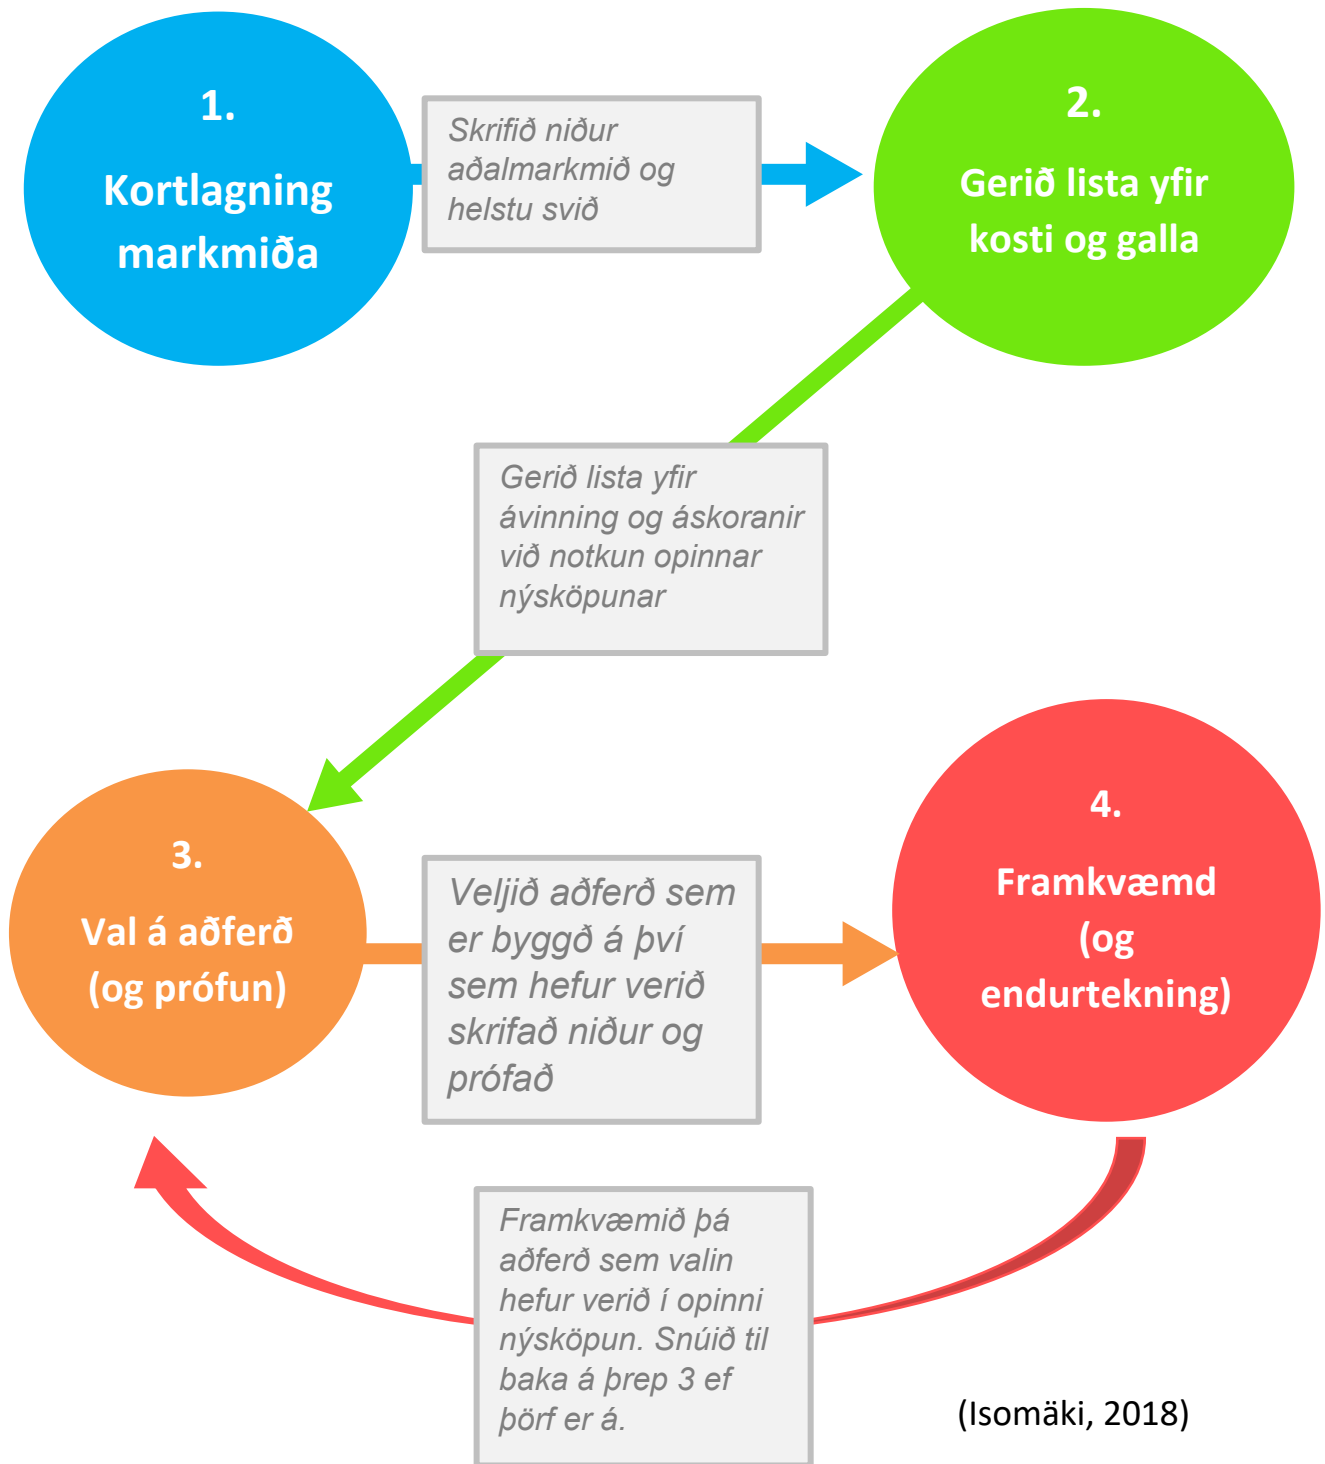 1.
Kortlagning
markmiða
Skrifið niður
aðalmarkmið og
helstu svið
2.
Gerið lista yfir
kosti og galla
Gerið lista yfir
ávinning og áskoranir
við notkun opinnar
nýsköpunar
3.
Val á aðferð
(og prófun)
Veljið aðferð sem
er byggð á því
sem hefur verið
skrifað niður og
prófað
4.
Framkvæmd
(og
endurtekning)
Framkvæmið þá
aðferð sem valin
hefur verið í opinni
nýsköpun. Snúið til
baka á þrep 3 ef
þörf er á.
(Isomäki, 2018)